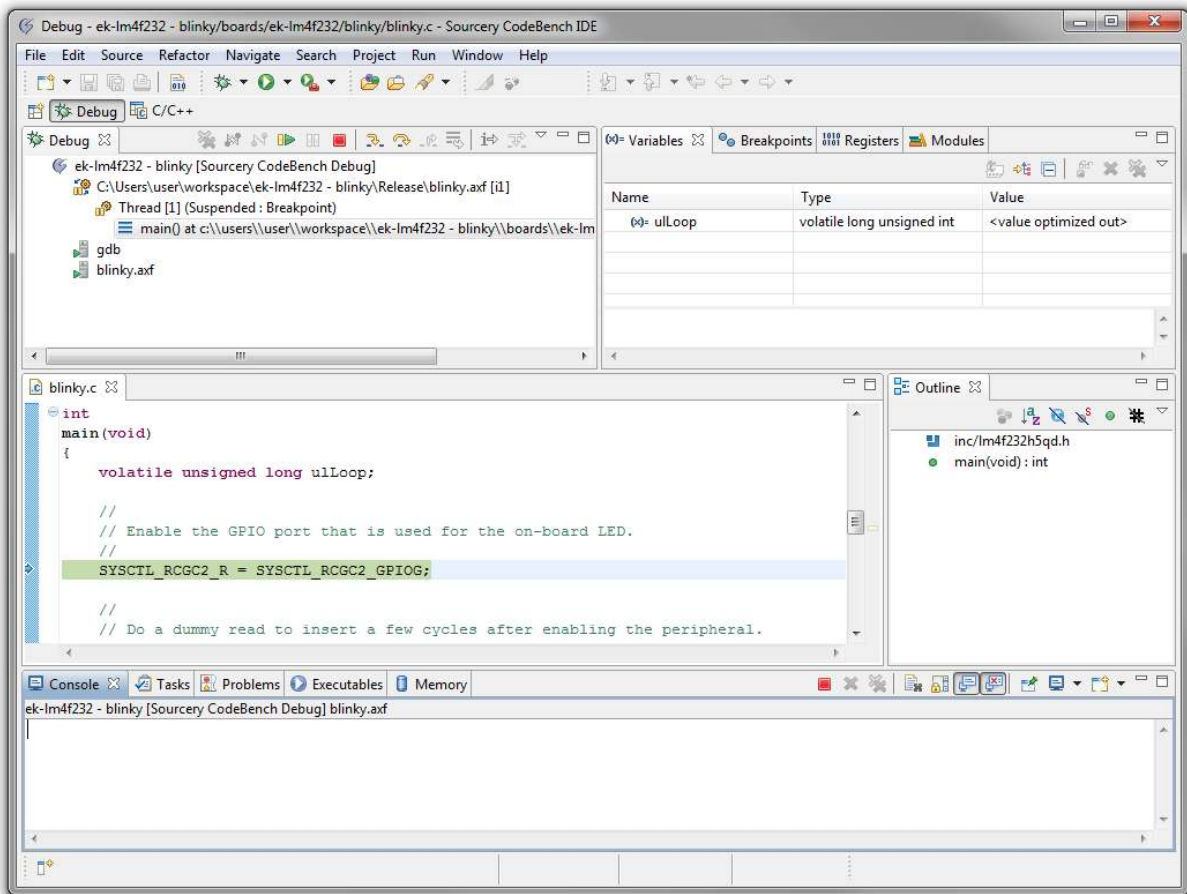 Debug - ek-lm4f232 - blinky/boards/ek-lm4f232/blinky/blinky.c - Sourcery CodeBench IDE
File Edit Source Refactor Navigate Search Project Run Window Help
Debug C/C++
Debug
ek-lm4f232 - blinky [Sourcery CodeBench Debug]
C:\Users\user\workspace\ek-lm4f232 - blinky\Release\blinky.axf [i1]
Thread [1] (Suspended : Breakpoint)
main() at c:\\users\\user\\workspace\\ek-lm4f232 - blinky\\boards\\ek-lm
gdb
blinky.axf
(x)= Variables Breakpoints 1010 0101 Registers Modules
Name Type Value
(x)= ulLoop volatile long unsigned int <value optimized out>
blinky.c
int
main(void)
{
volatile unsigned long ulLoop;
//
// Enable the GPIO port that is used for the on-board LED.
//
SYSCTL_RCGC2_R = SYSCTL_RCGC2_GPIOG;
//
// Do a dummy read to insert a few cycles after enabling the peripheral.
Outline
inc/lm4f232h5qd.h
main(void) : int
Console Tasks Problems Executables Memory
ek-lm4f232 - blinky [Sourcery CodeBench Debug] blinky.axf